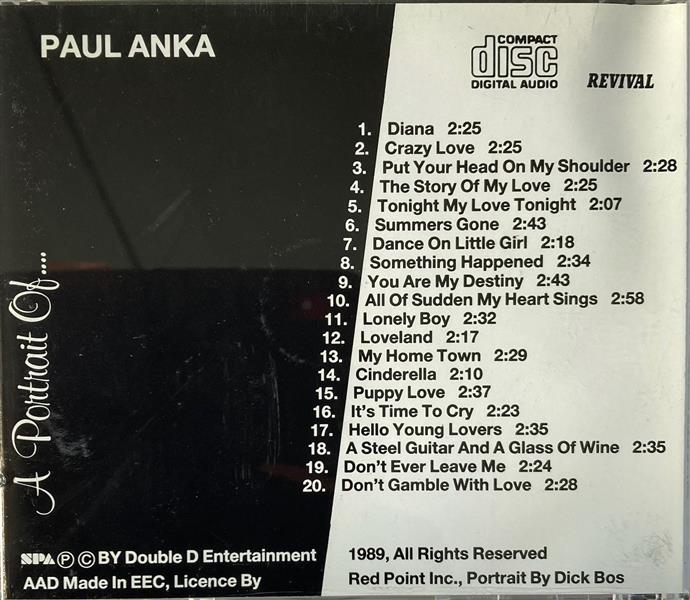 PAUL ANKA
COMPACT
disc
DIGITAL AUDIO
REVIVAL
1. Diana 2:25
2. Crazy Love 2:25
3. Put Your Head On My Shoulder 2:28
4. The Story Of My Love 2:25
5. Tonight My Love Tonight 2:07
6. Summers Gone 2:43
7. Dance On Little Girl 2:18
8. Something Happened 2:34
9. You Are My Destiny 2:43
10. All Of Sudden My Heart Sings 2:58
11. Lonely Boy 2:32
12. Loveland 2:17
13. My Home Town 2:29
14. Cinderella 2:10
15. Puppy Love 2:37
16. It's Time To Cry 2:23
17. Hello Young Lovers 2:35
18. A Steel Guitar And A Glass Of Wine 2:35
19. Don't Ever Leave Me 2:24
20. Don't Gamble With Love 2:28
A Portrait Of....
SPA Ⓟ © BY Double D Entertainment 1989, All Rights Reserved
AAD Made In EEC, Licence By Red Point Inc., Portrait By Dick Bos